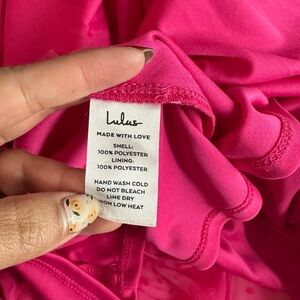 Lulus
MADE WITH LOVE
SHELL:
100% POLYESTER
LINING:
100% POLYESTER
HAND WASH COLD
DO NOT BLEACH
LINE DRY
IRON LOW HEAT